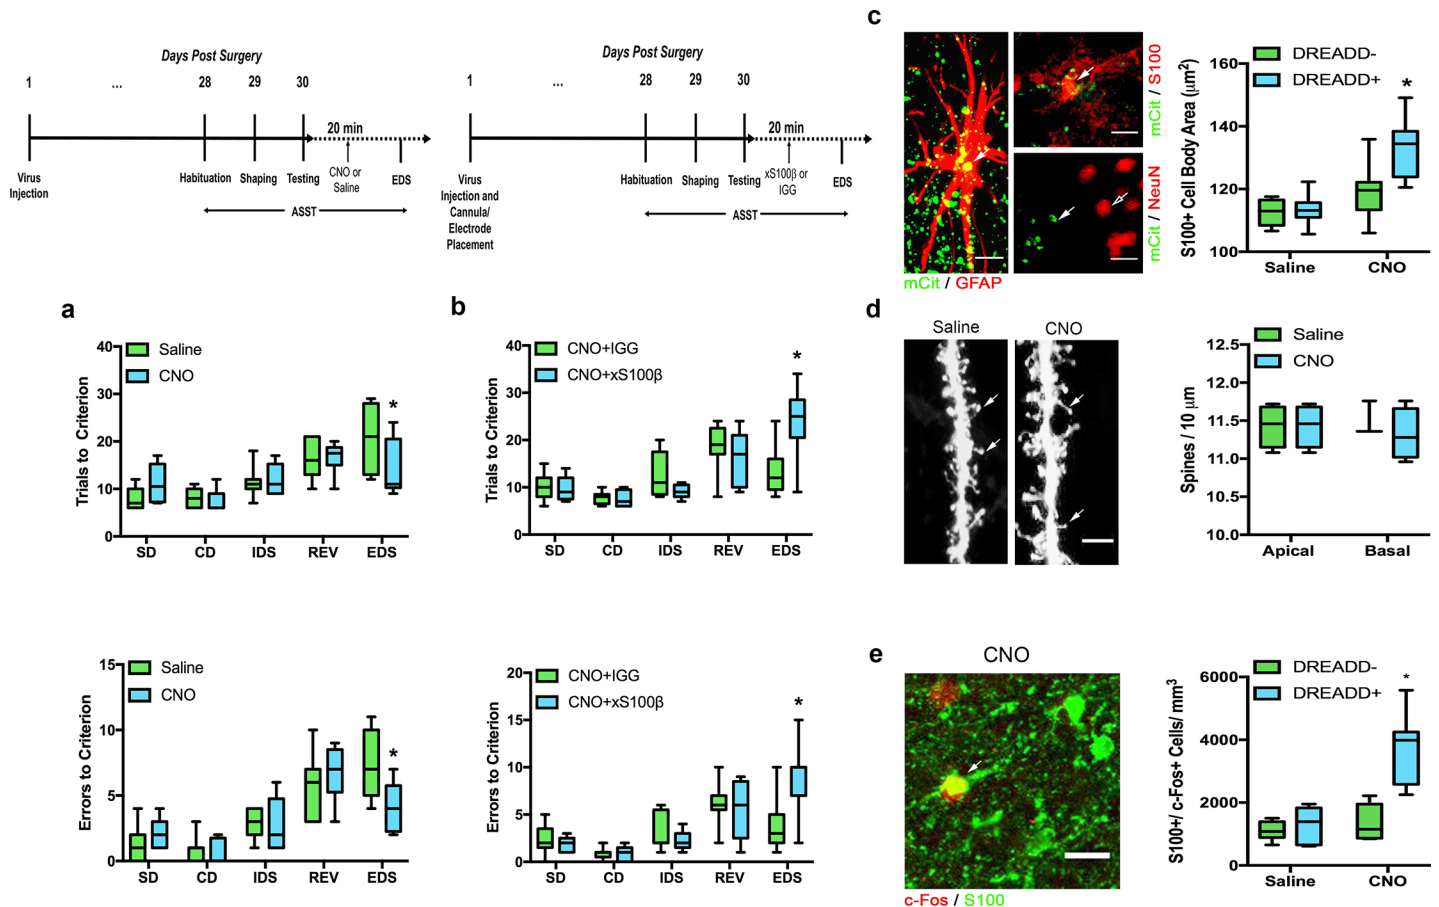 Days Post Surgery
1 ... 28 29 30
20 min
Virus
Injection
Habituation Shaping Testing
CNO or
Saline
EDS
ASST
Days Post Surgery
1 ... 28 29 30
20 min
Virus
Injection and
Cannula/
Electrode
Placement
Habituation Shaping Testing
xS100β or
IGG
EDS
ASST
a
Saline
CNO
Trials to Criterion
40
30
20
10
0
SD CD IDS REV EDS
*
Saline
CNO
Errors to Criterion
15
10
5
0
SD CD IDS REV EDS
*
b
CNO+IGG
CNO+xS100β
Trials to Criterion
40
30
20
10
0
SD CD IDS REV EDS
*
CNO+IGG
CNO+xS100β
Errors to Criterion
20
15
10
5
0
SD CD IDS REV EDS
*
c
mCit / GFAP
mCit / S100
mCit / NeuN
DREADD-
DREADD+
S100+ Cell Body Area (µm²)
160
140
120
100
Saline CNO
*
d
Saline CNO
Saline
CNO
Spines / 10 µm
12.5
12.0
11.5
11.0
10.5
10.0
Apical Basal
e
CNO
c-Fos / S100
DREADD-
DREADD+
S100+/ c-Fos+ Cells/ mm³
6000
4000
2000
0
Saline CNO
*